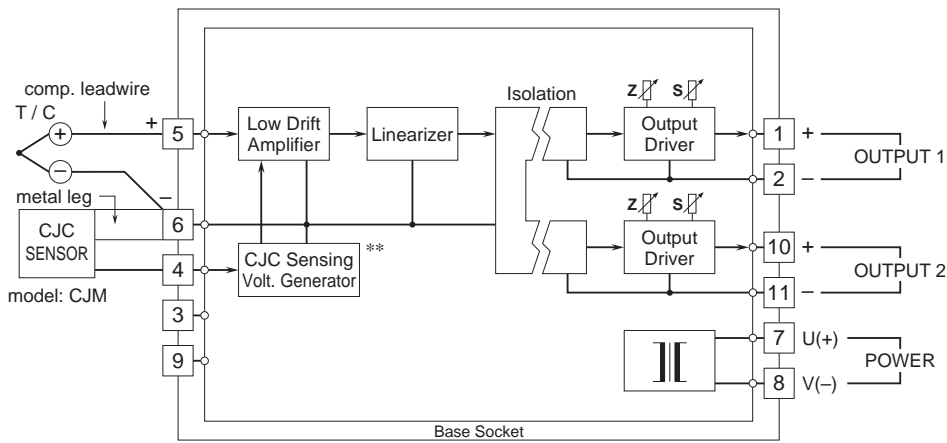 comp. leadwire
T / C
+
–
+
5
–
metal leg
6
CJC
SENSOR
4
model: CJM
3
9
Low Drift
Amplifier
Linearizer
CJC Sensing
Volt. Generator
**
Isolation
Z
S
Output
Driver
1
+
OUTPUT 1
2
–
Z
S
Output
Driver
10
+
OUTPUT 2
11
–
7
U(+)
POWER
8
V(–)
Base Socket